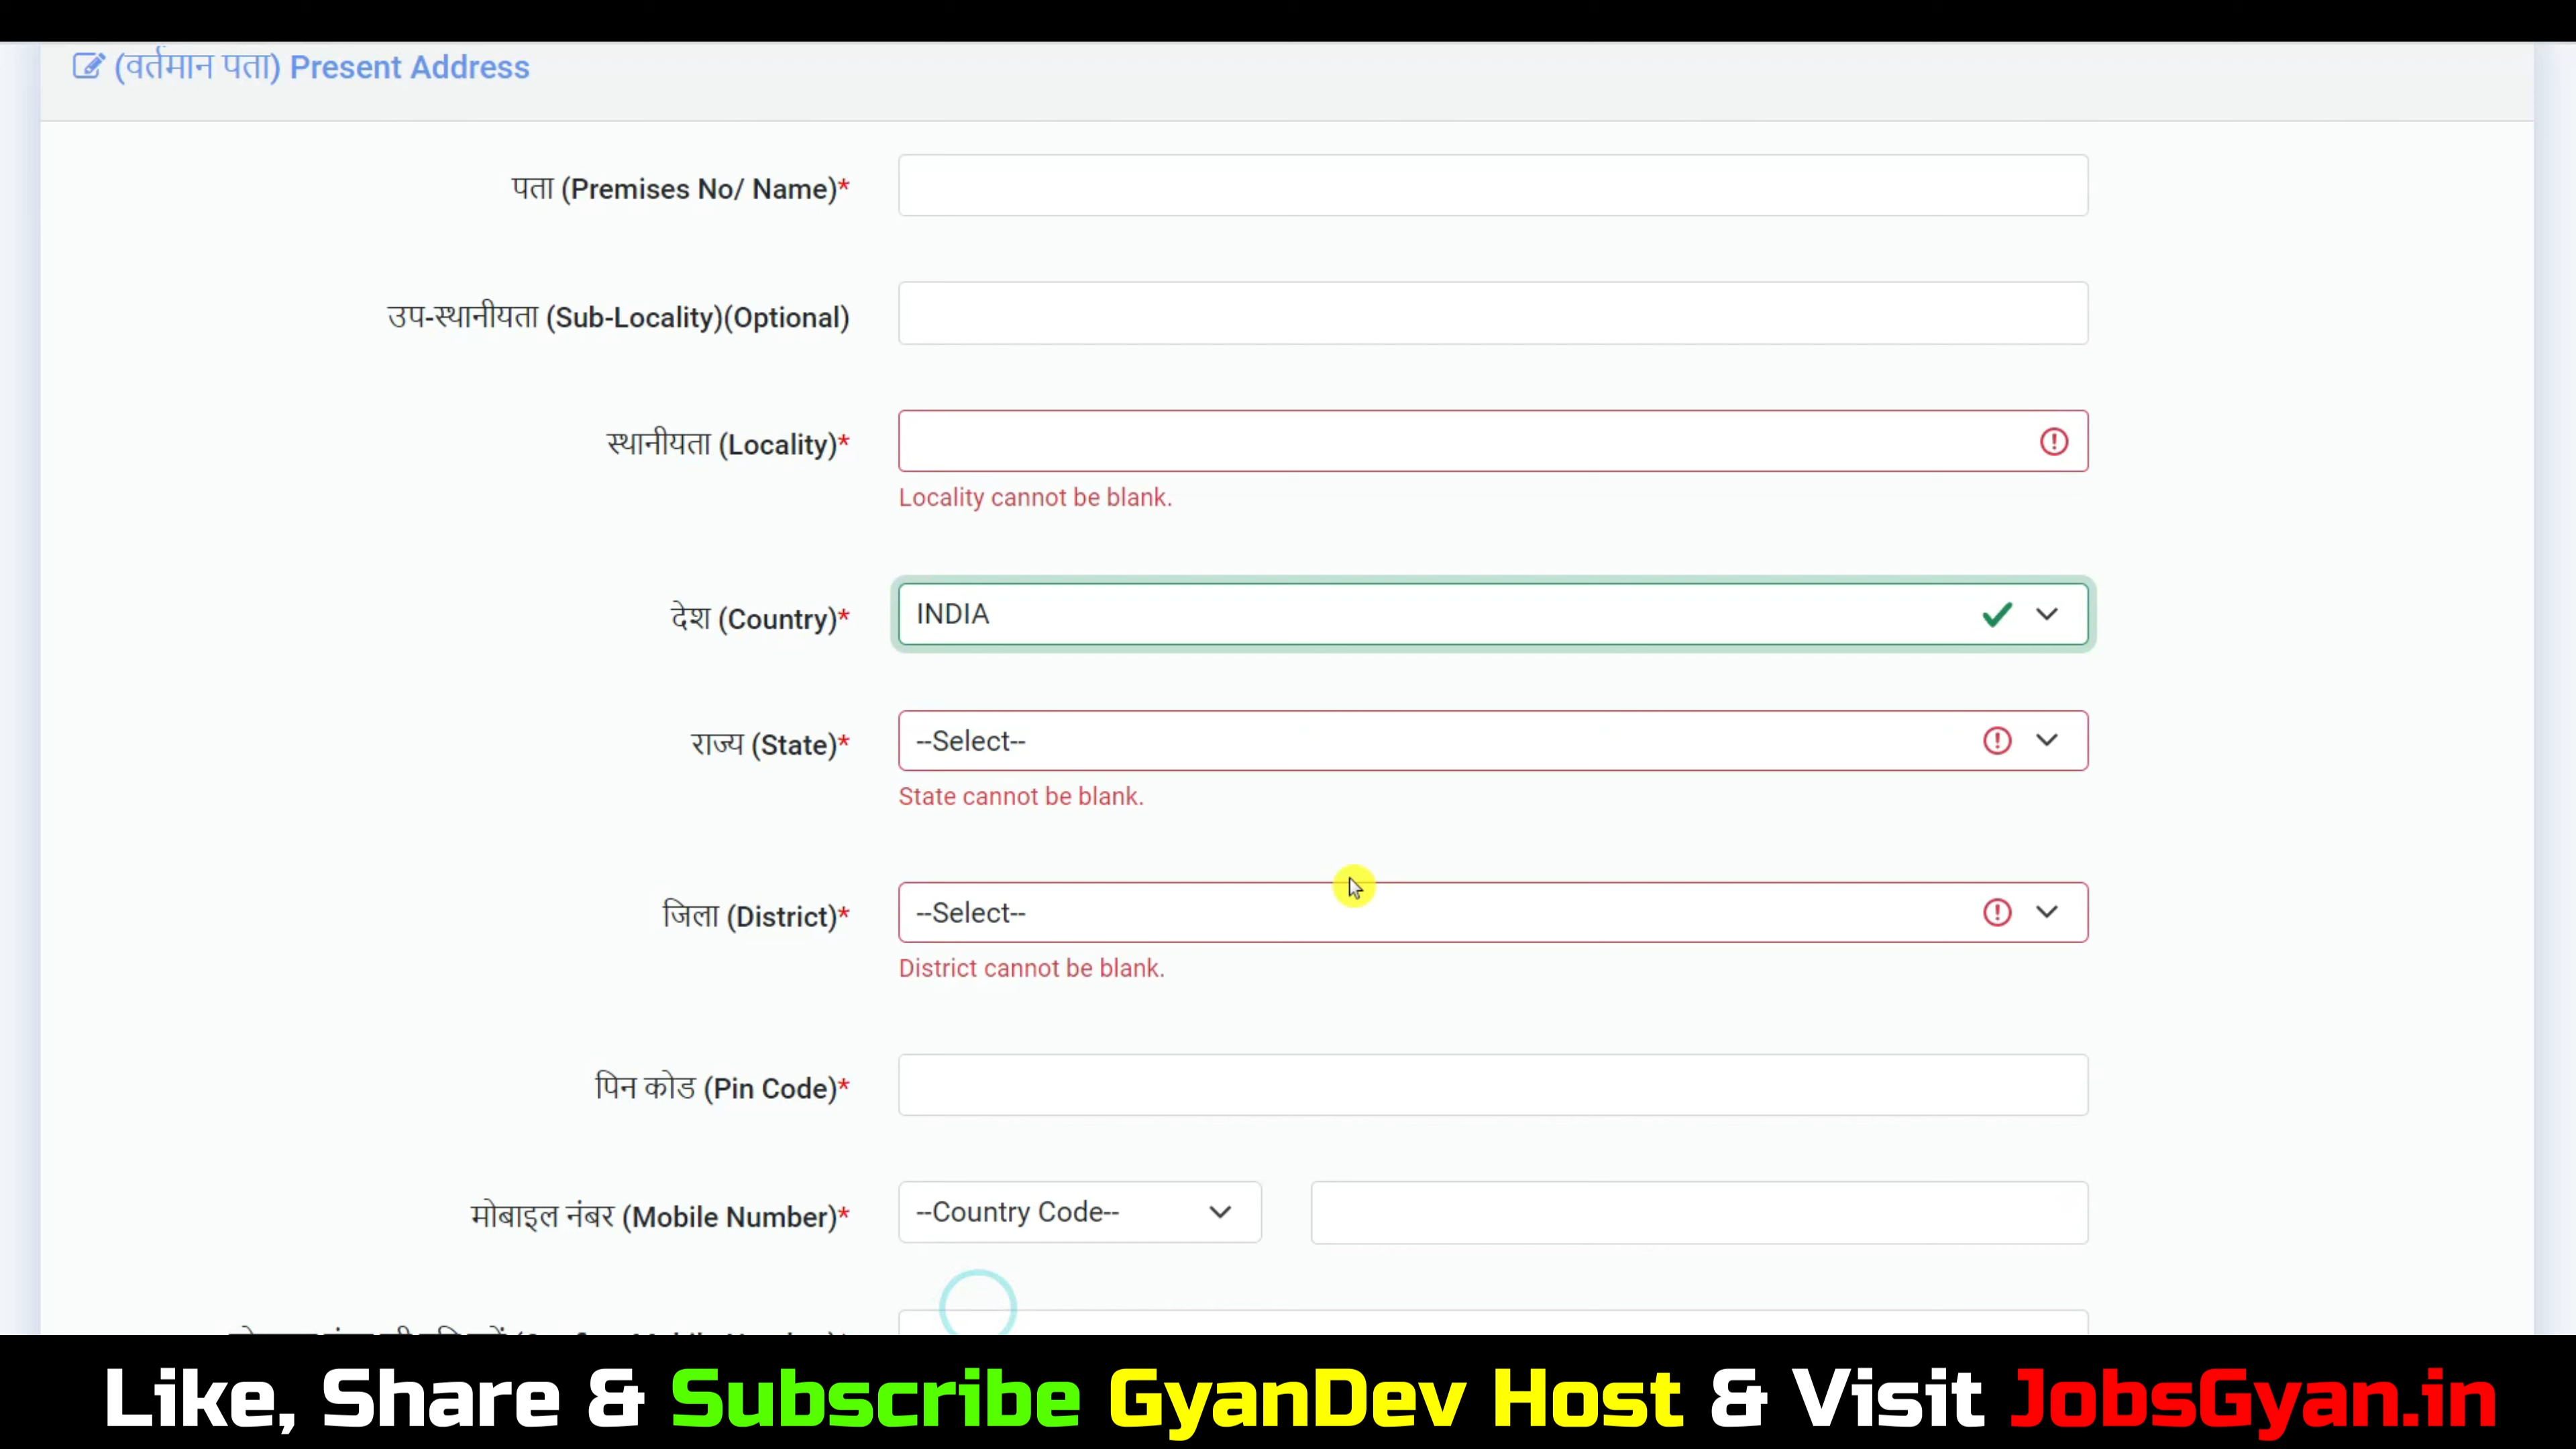 (वर्तमान पता) Present Address
पता (Premises No/ Name)*
उप-स्थानीयता (Sub-Locality)(Optional)
स्थानीयता (Locality)*
Locality cannot be blank.
देश (Country)* INDIA
राज्य (State)* --Select--
State cannot be blank.
जिला (District)* --Select--
District cannot be blank.
पिन कोड (Pin Code)*
मोबाइल नंबर (Mobile Number)* --Country Code--
Like, Share & Subscribe GyanDev Host & Visit JobsGyan.in